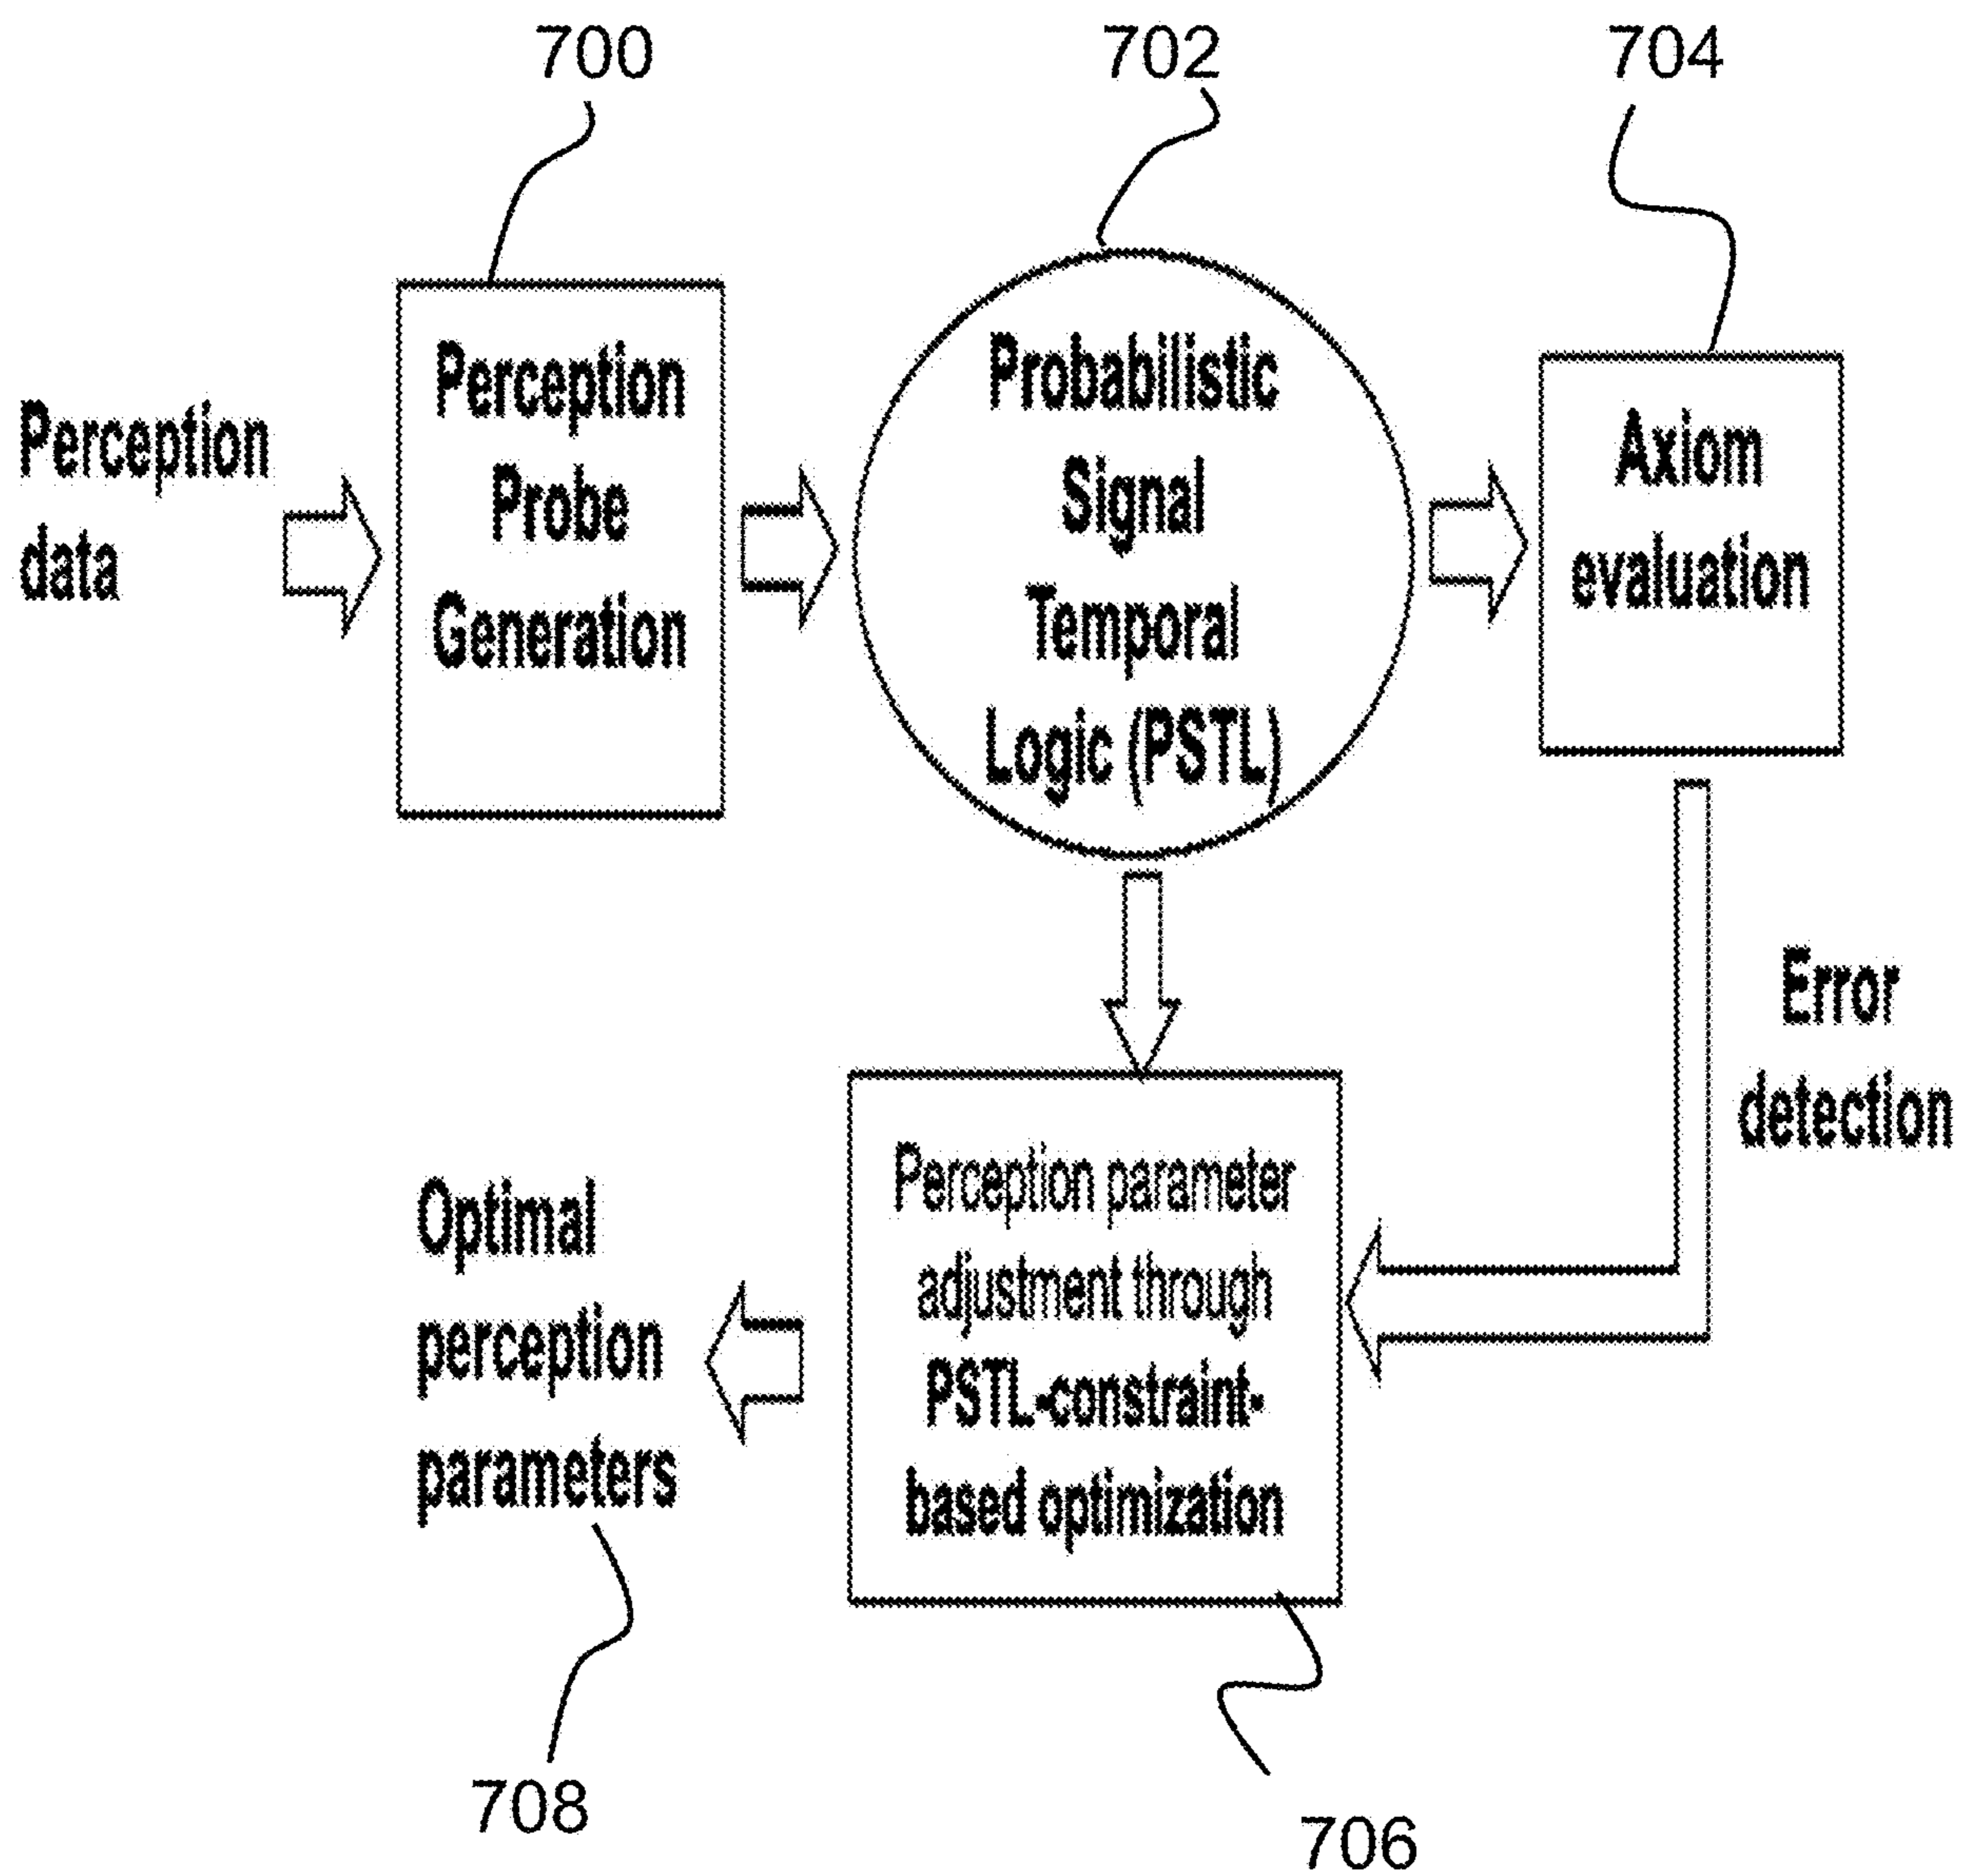 700
702
704
Perception
data
Perception
Probe
Generation
Probabilistic
Signal
Temporal
Logic (PSTL)
Axiom
evaluation
Error
detection
Perception parameter
adjustment through
PSTL-constraint-
based optimization
Optimal
perception
parameters
708
706